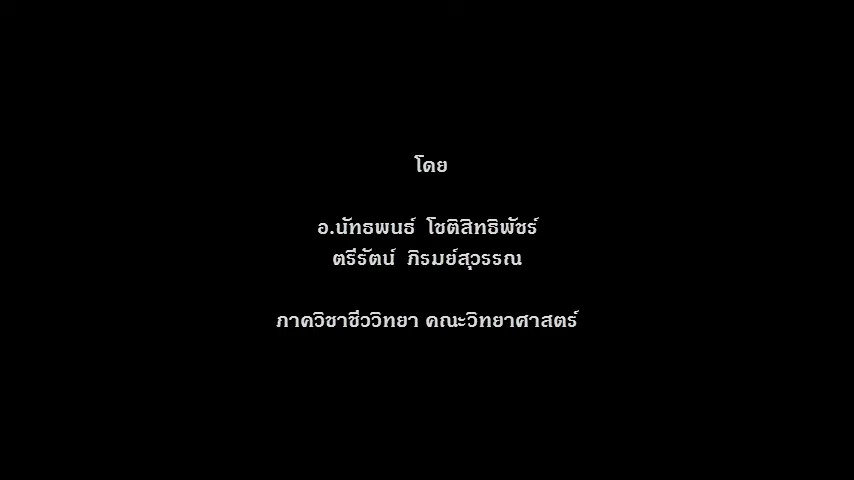 โดย
อ.นัทธพนธ์ โชติสิทธิพัชร์
ตรีรัตน์ ภิรมย์สุวรรณ
ภาควิชาชีววิทยา คณะวิทยาศาสตร์